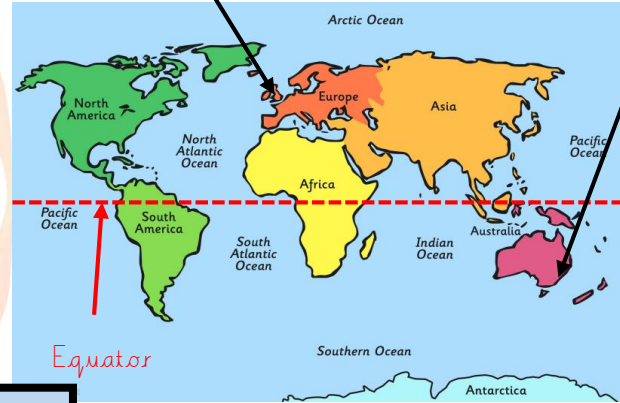 Arctic Ocean
North
America
Europe
Asia
North
Atlantic
Ocean
Pacific
Ocean
Africa
Pacific
Ocean
South
America
Australia
South
Atlantic
Ocean
Indian
Ocean
Equator
Southern Ocean
Antarctica